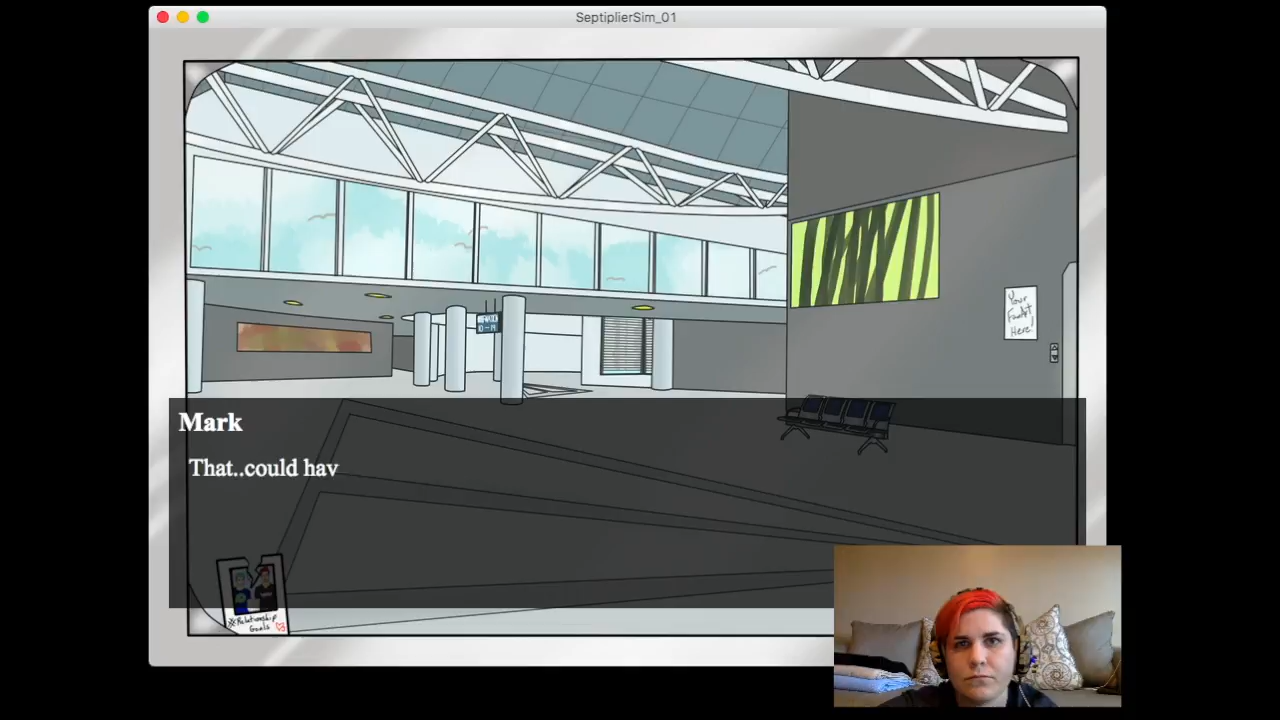 SeptiplierSim_01
Your
Fanart
Here!
Mark
That..could hav
Relationship
Goals